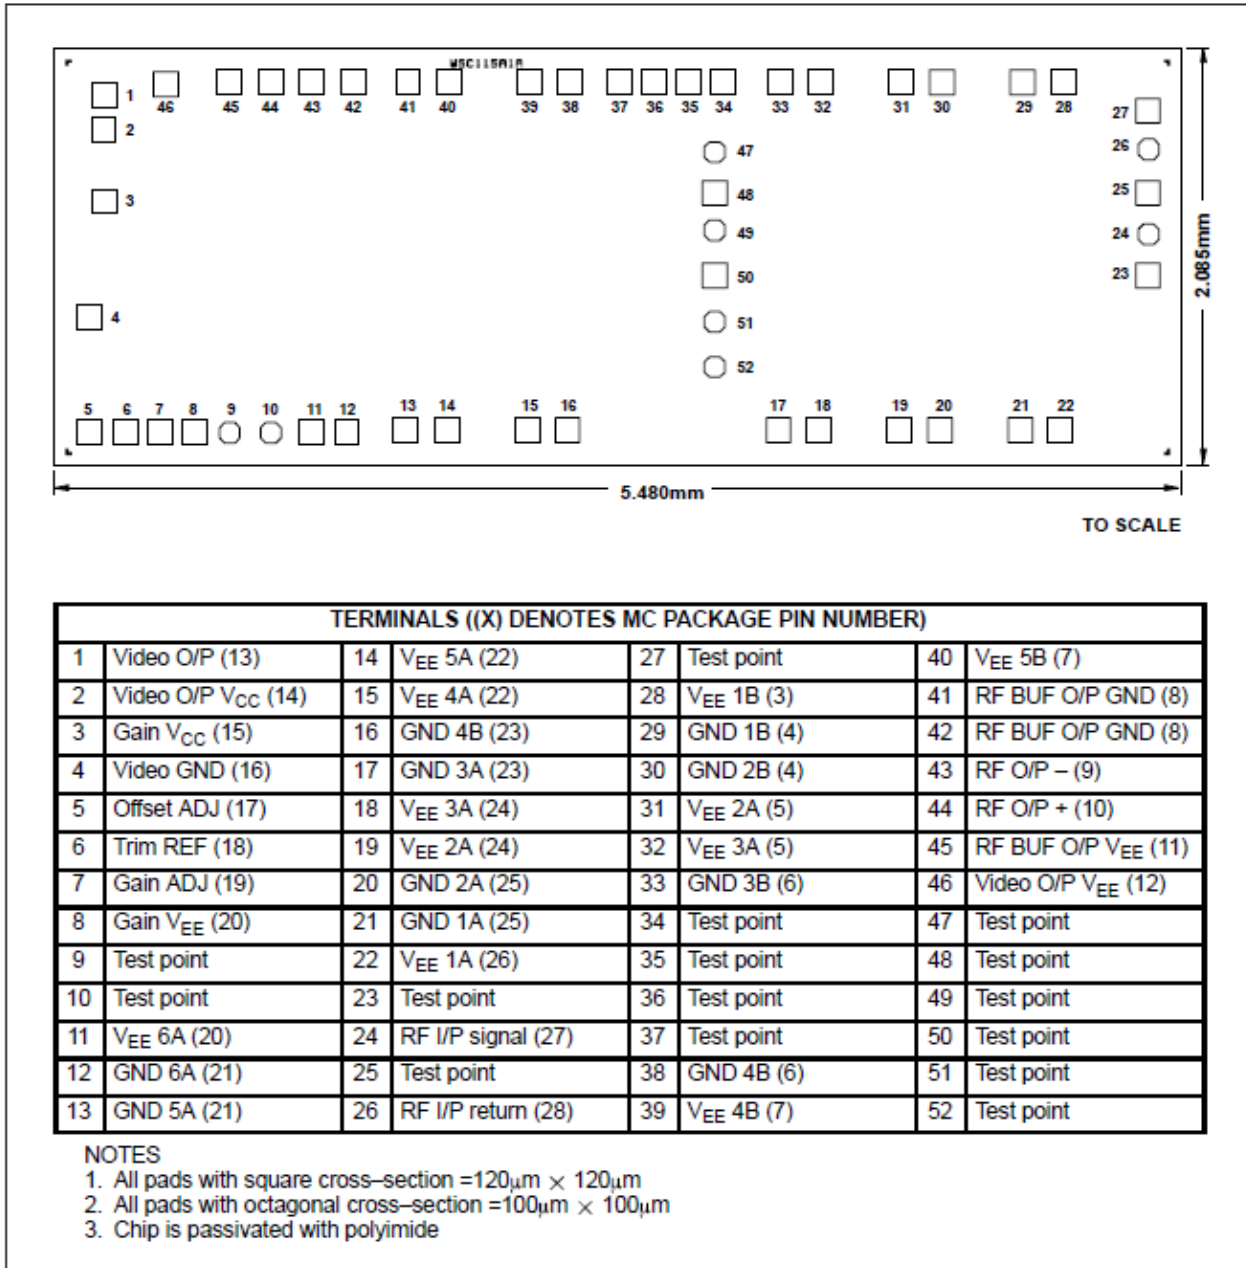 M5C115A1A
1 46 45 44 43 42 41 40 39 38 37 36 35 34 33 32 31 30 29 28 27
2 47 26
3 48 25
49 24
50 23
4 51
52
5 6 7 8 9 10 11 12 13 14 15 16 17 18 19 20 21 22
2.085mm
5.480mm
TO SCALE
TERMINALS ((X) DENOTES MC PACKAGE PIN NUMBER)
1 Video O/P (13) 14 VEE 5A (22) 27 Test point 40 VEE 5B (7)
2 Video O/P VCC (14) 15 VEE 4A (22) 28 VEE 1B (3) 41 RF BUF O/P GND (8)
3 Gain VCC (15) 16 GND 4B (23) 29 GND 1B (4) 42 RF BUF O/P GND (8)
4 Video GND (16) 17 GND 3A (23) 30 GND 2B (4) 43 RF O/P – (9)
5 Offset ADJ (17) 18 VEE 3A (24) 31 VEE 2A (5) 44 RF O/P + (10)
6 Trim REF (18) 19 VEE 2A (24) 32 VEE 3A (5) 45 RF BUF O/P VEE (11)
7 Gain ADJ (19) 20 GND 2A (25) 33 GND 3B (6) 46 Video O/P VEE (12)
8 Gain VEE (20) 21 GND 1A (25) 34 Test point 47 Test point
9 Test point 22 VEE 1A (26) 35 Test point 48 Test point
10 Test point 23 Test point 36 Test point 49 Test point
11 VEE 6A (20) 24 RF I/P signal (27) 37 Test point 50 Test point
12 GND 6A (21) 25 Test point 38 GND 4B (6) 51 Test point
13 GND 5A (21) 26 RF I/P return (28) 39 VEE 4B (7) 52 Test point
NOTES
1. All pads with square cross–section =120μm × 120μm
2. All pads with octagonal cross–section =100μm × 100μm
3. Chip is passivated with polyimide